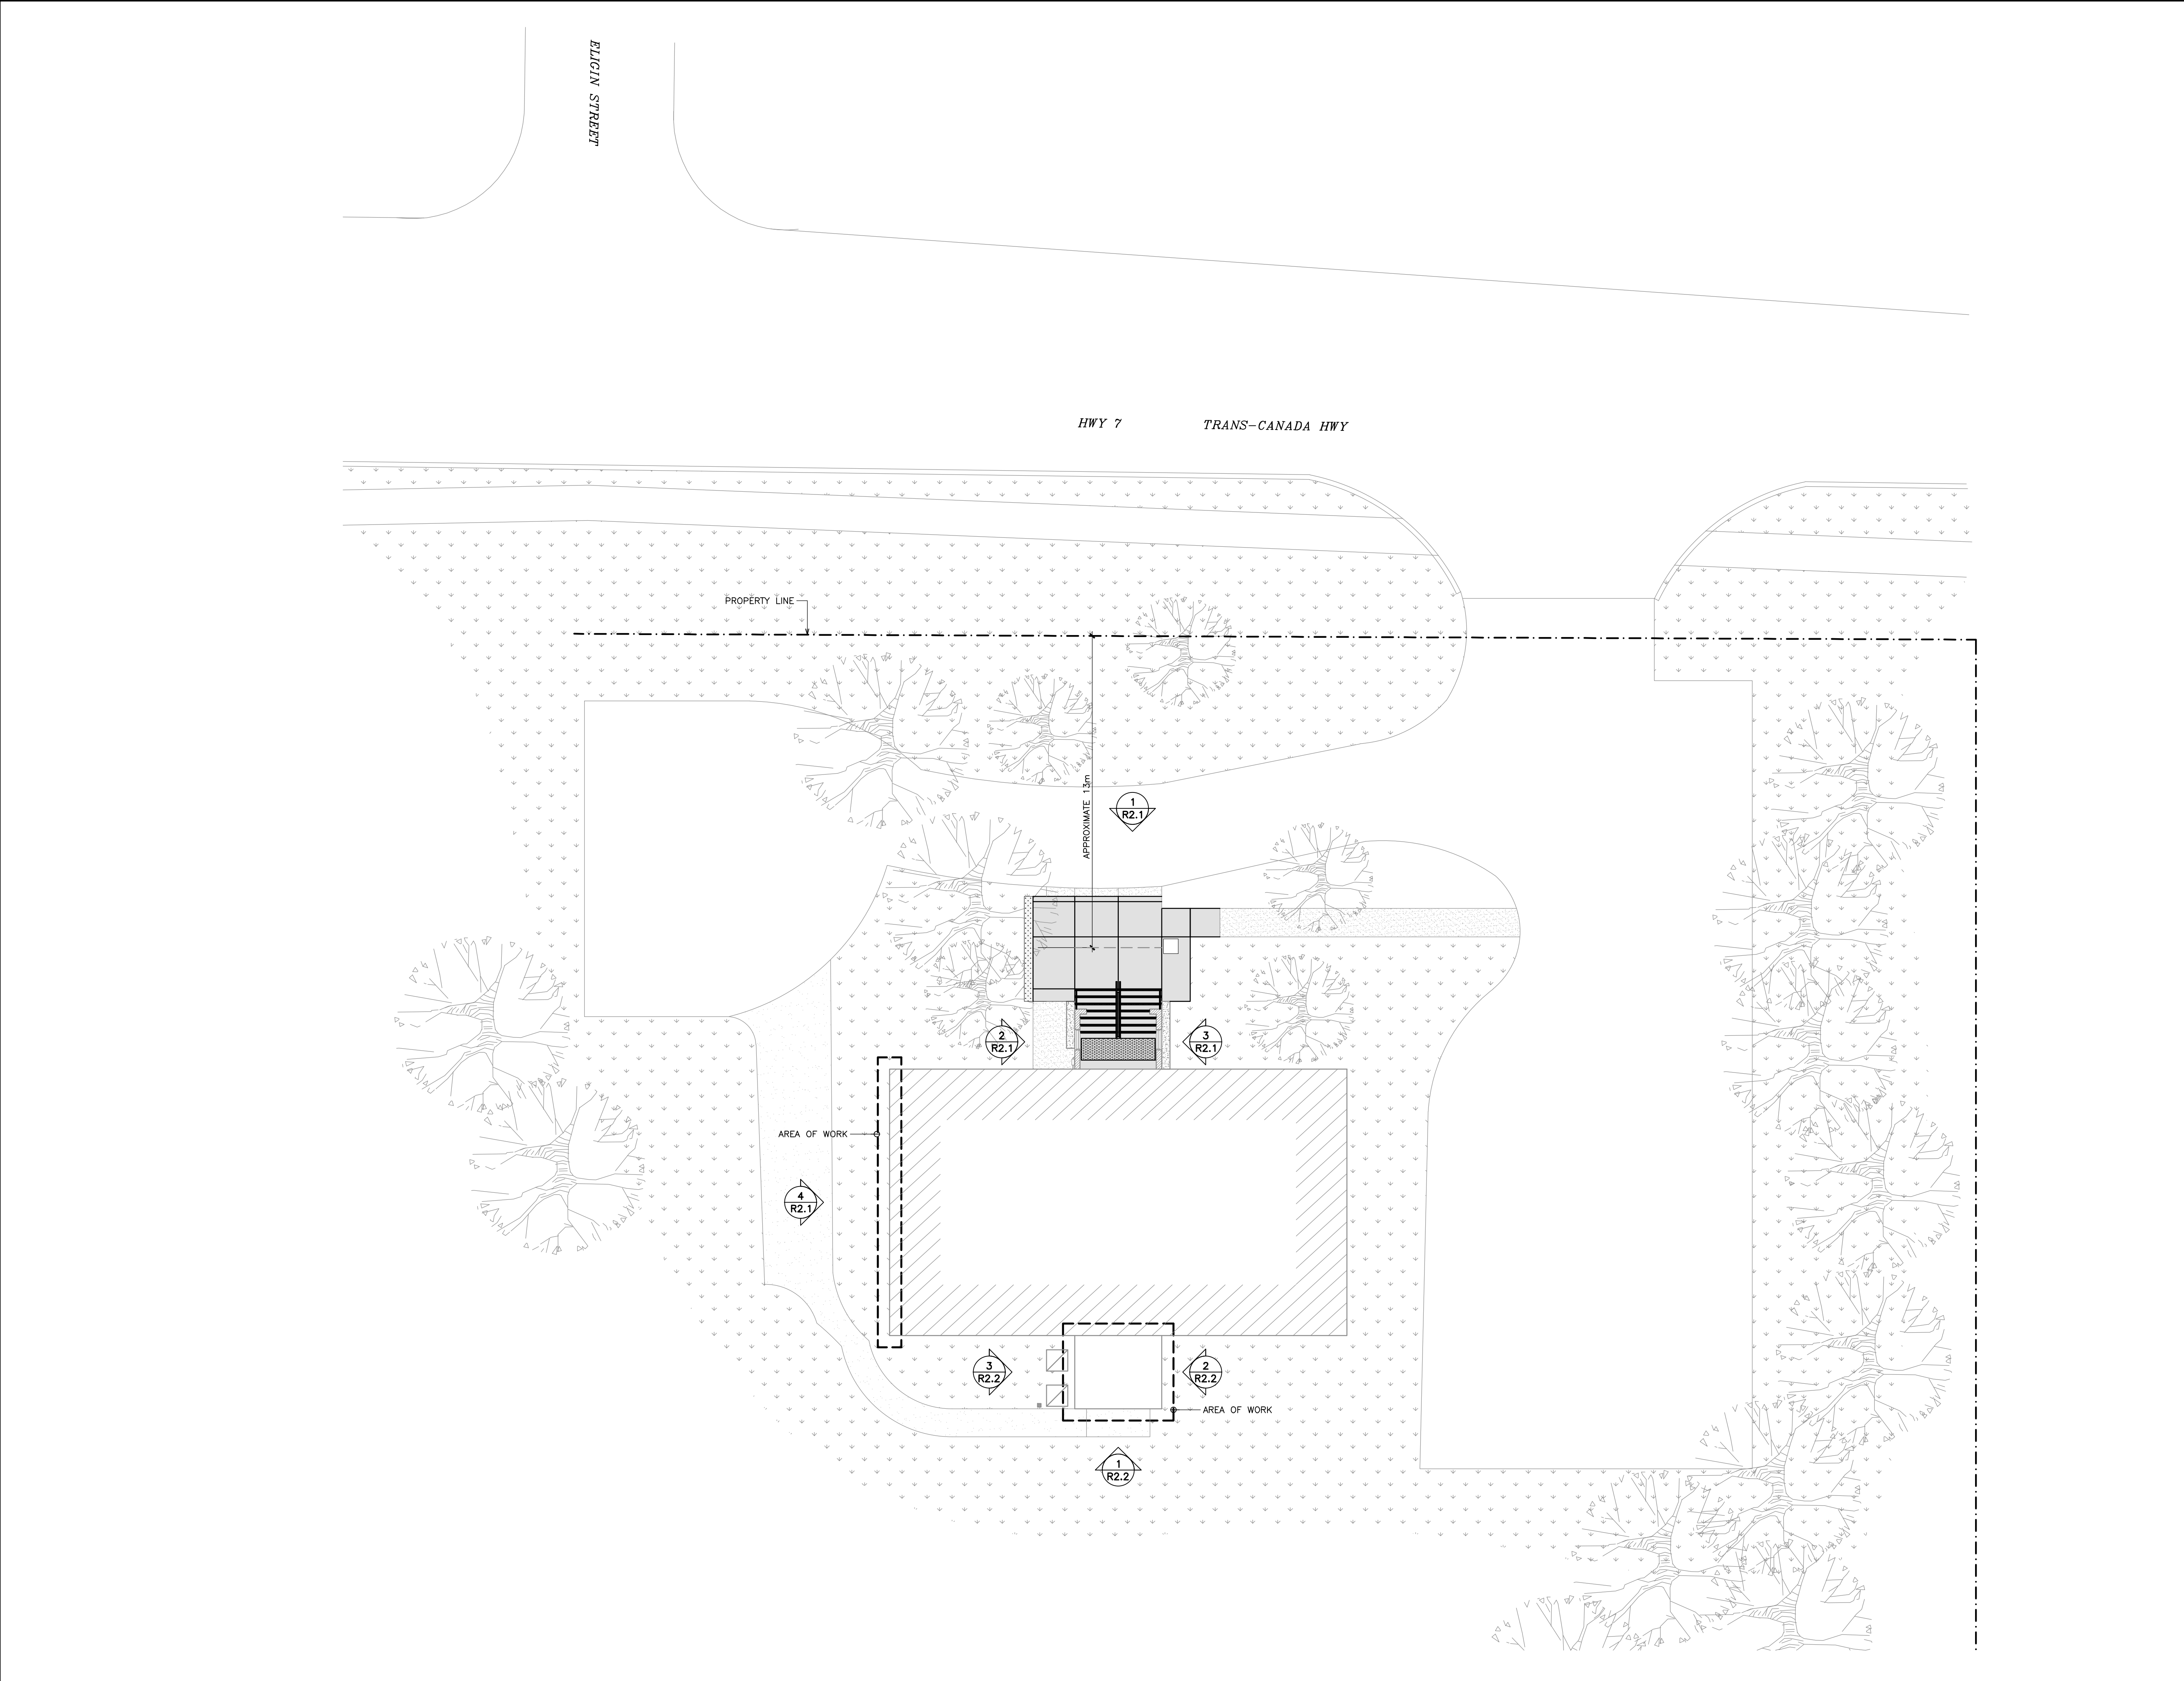 ELIGIN STREET
HWY 7 TRANS-CANADA HWY
PROPERTY LINE
APPROXIMATE 13m
1
R2.1
2
R2.1
3
R2.1
AREA OF WORK
4
R2.1
3
R2.2
2
R2.2
AREA OF WORK
1
R2.2